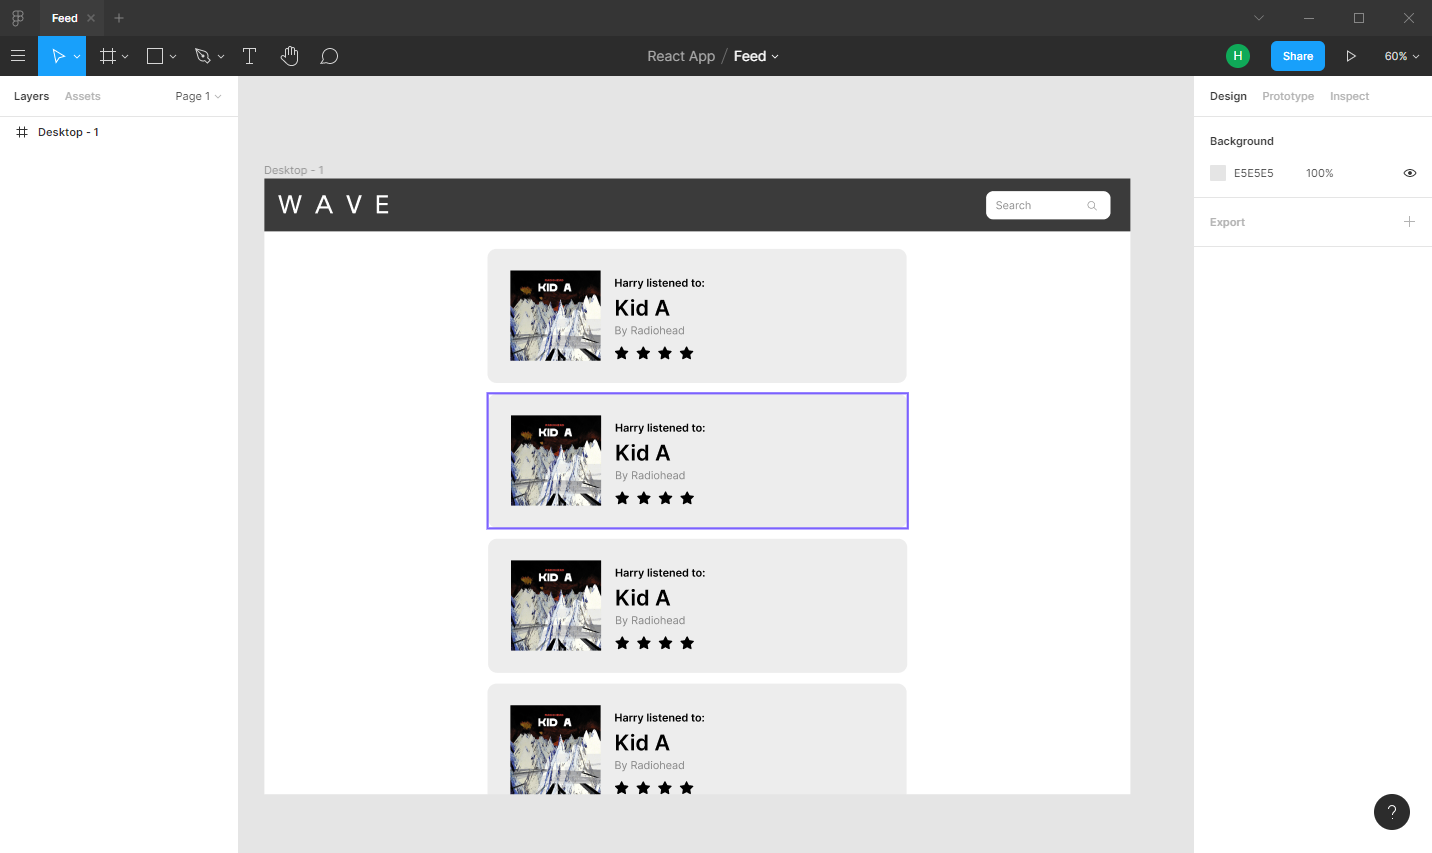 Feed
React App / Feed
H
Share
60%
Layers
Assets
Page 1
Desktop - 1
Desktop - 1
WAVE
Search
KID A
Harry listened to:
Kid A
By Radiohead
KID A
Harry listened to:
Kid A
By Radiohead
KID A
Harry listened to:
Kid A
By Radiohead
KID A
Harry listened to:
Kid A
By Radiohead
Design
Prototype
Inspect
Background
E5E5E5
100%
Export
?